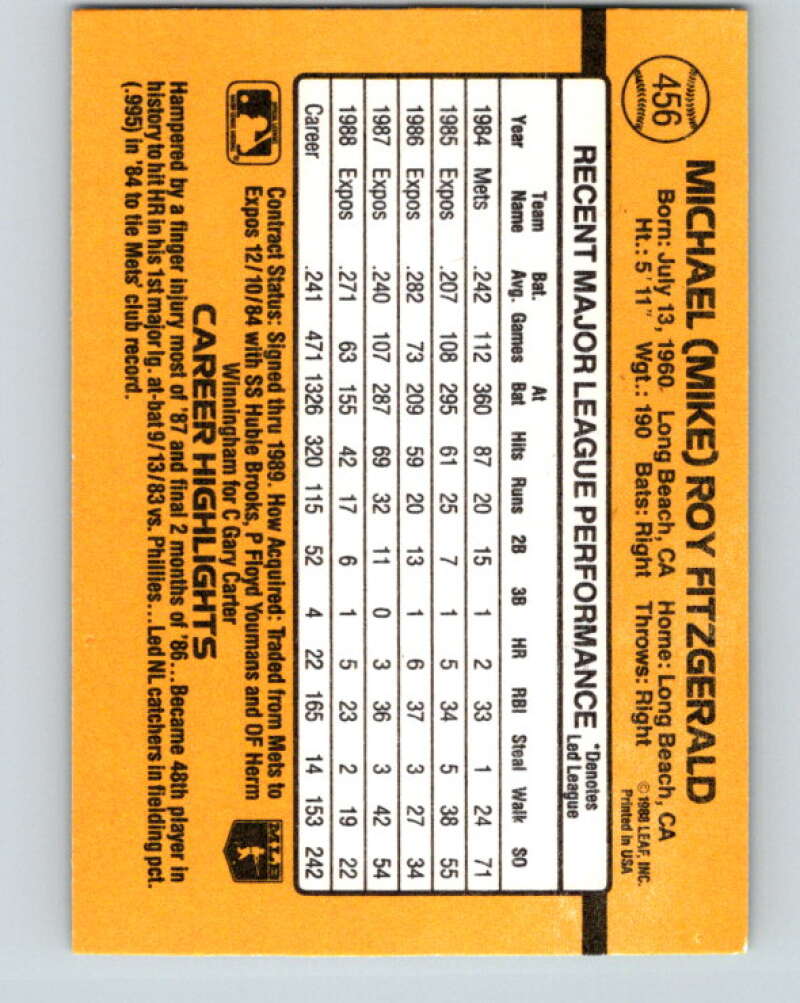 456
MICHAEL (MIKE) ROY FITZGERALD
Born: July 13, 1960 Long Beach, CA Home: Long Beach, CA
Ht.: 5'11" Wgt.: 190 Bats: Right Throws: Right
© 1988 LEAF, INC.
Printed in USA
RECENT MAJOR LEAGUE PERFORMANCE *Denotes Led League
Year Team Name Bat. Avg. Games At Bat Hits Runs 2B 3B HR RBI Steal Walk SO
1984 Mets .242 112 360 87 20 15 1 2 33 1 24 71
1985 Expos .207 108 295 61 25 7 1 5 34 5 38 55
1986 Expos .282 73 209 59 20 13 1 6 37 3 27 34
1987 Expos .240 107 287 69 32 11 0 3 36 3 42 54
1988 Expos .271 63 155 42 17 6 1 5 23 2 19 22
Career .241 471 1326 320 115 52 4 22 165 14 153 242
Contract Status: Signed thru 1989. How Acquired: Traded from Mets to
Expos 12/10/84 with SS Hubie Brooks, P Floyd Youmans and OF Herm
Winningham for C Gary Carter
MLB
CAREER HIGHLIGHTS
Hampered by a finger injury most of '87 and final 2 months of '86...Became 48th player in
history to hit HR in his 1st major lg. at-bat 9/13/83 vs. Phillies...Led NL catchers in fielding pct.
(.995) in '84 to tie Mets' club record.